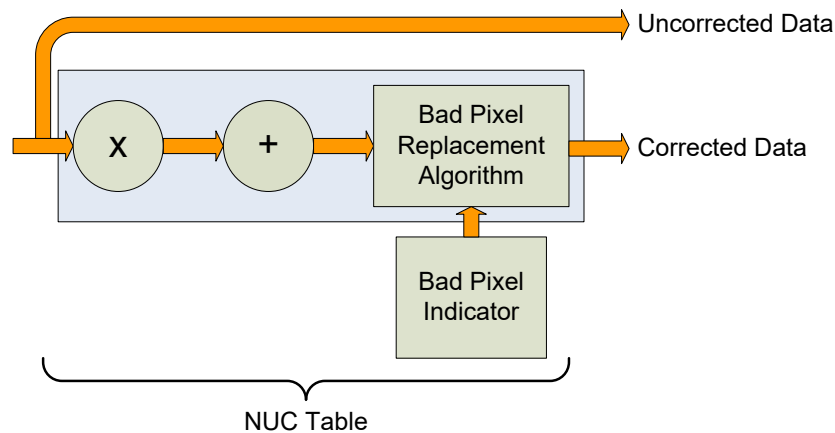 Uncorrected Data
X
+
Bad Pixel
Replacement
Algorithm
Corrected Data
Bad Pixel
Indicator
NUC Table